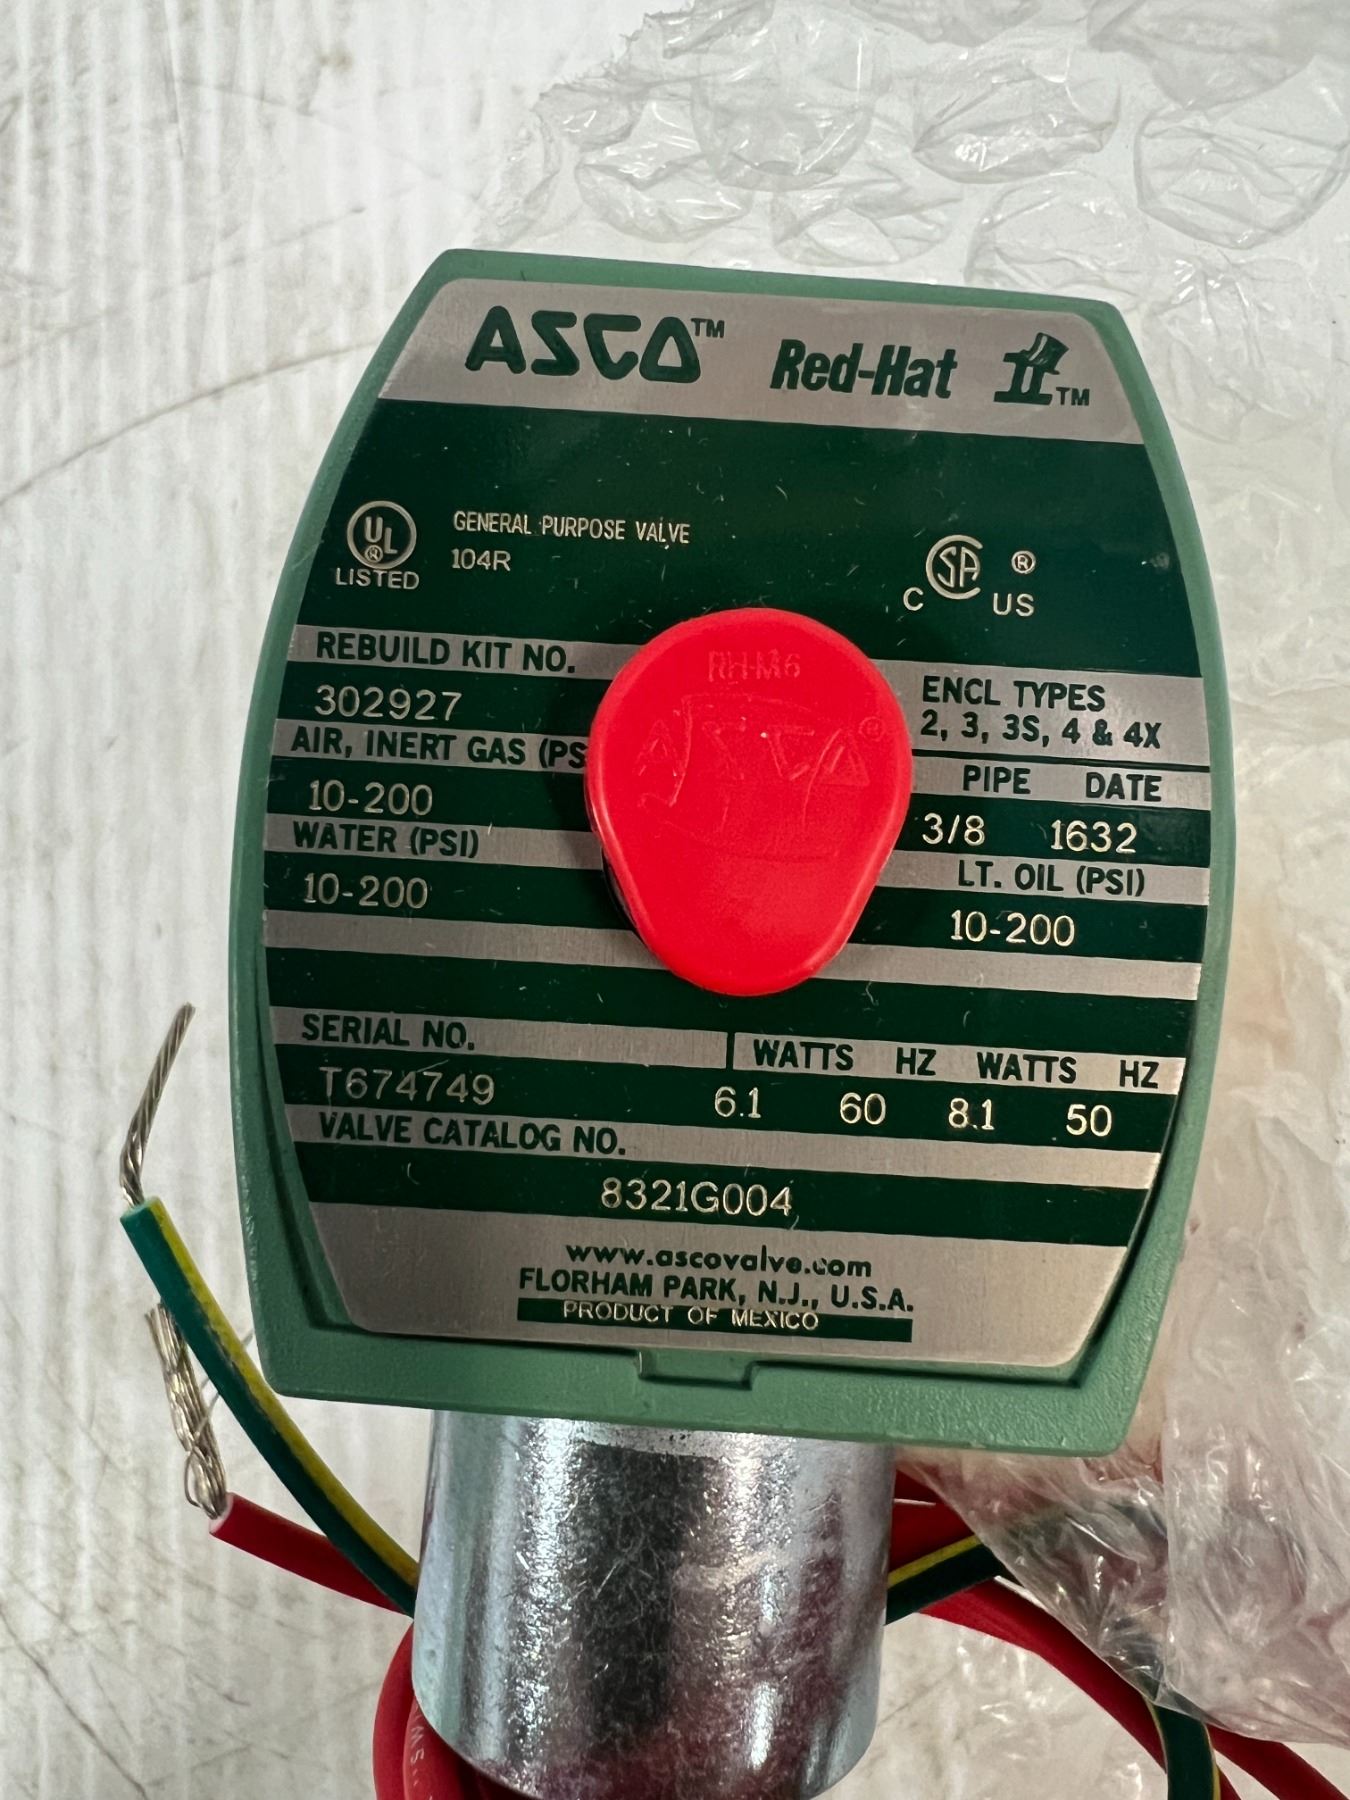 ASCO™ Red-Hat II™
UL® LISTED
GENERAL PURPOSE VALVE
104R
C SA® US
REBUILD KIT NO.
302927
RH-M6
ASCO®
ENCL TYPES
2, 3, 3S, 4 & 4X
AIR, INERT GAS (PS
10-200
PIPE DATE
3/8 1632
WATER (PSI)
10-200
LT. OIL (PSI)
10-200
SERIAL NO.
T674749
WATTS HZ WATTS HZ
6.1 60 8.1 50
VALVE CATALOG NO.
8321G004
www.ascovalve.com
FLORHAM PARK, N.J., U.S.A.
PRODUCT OF MEXICO